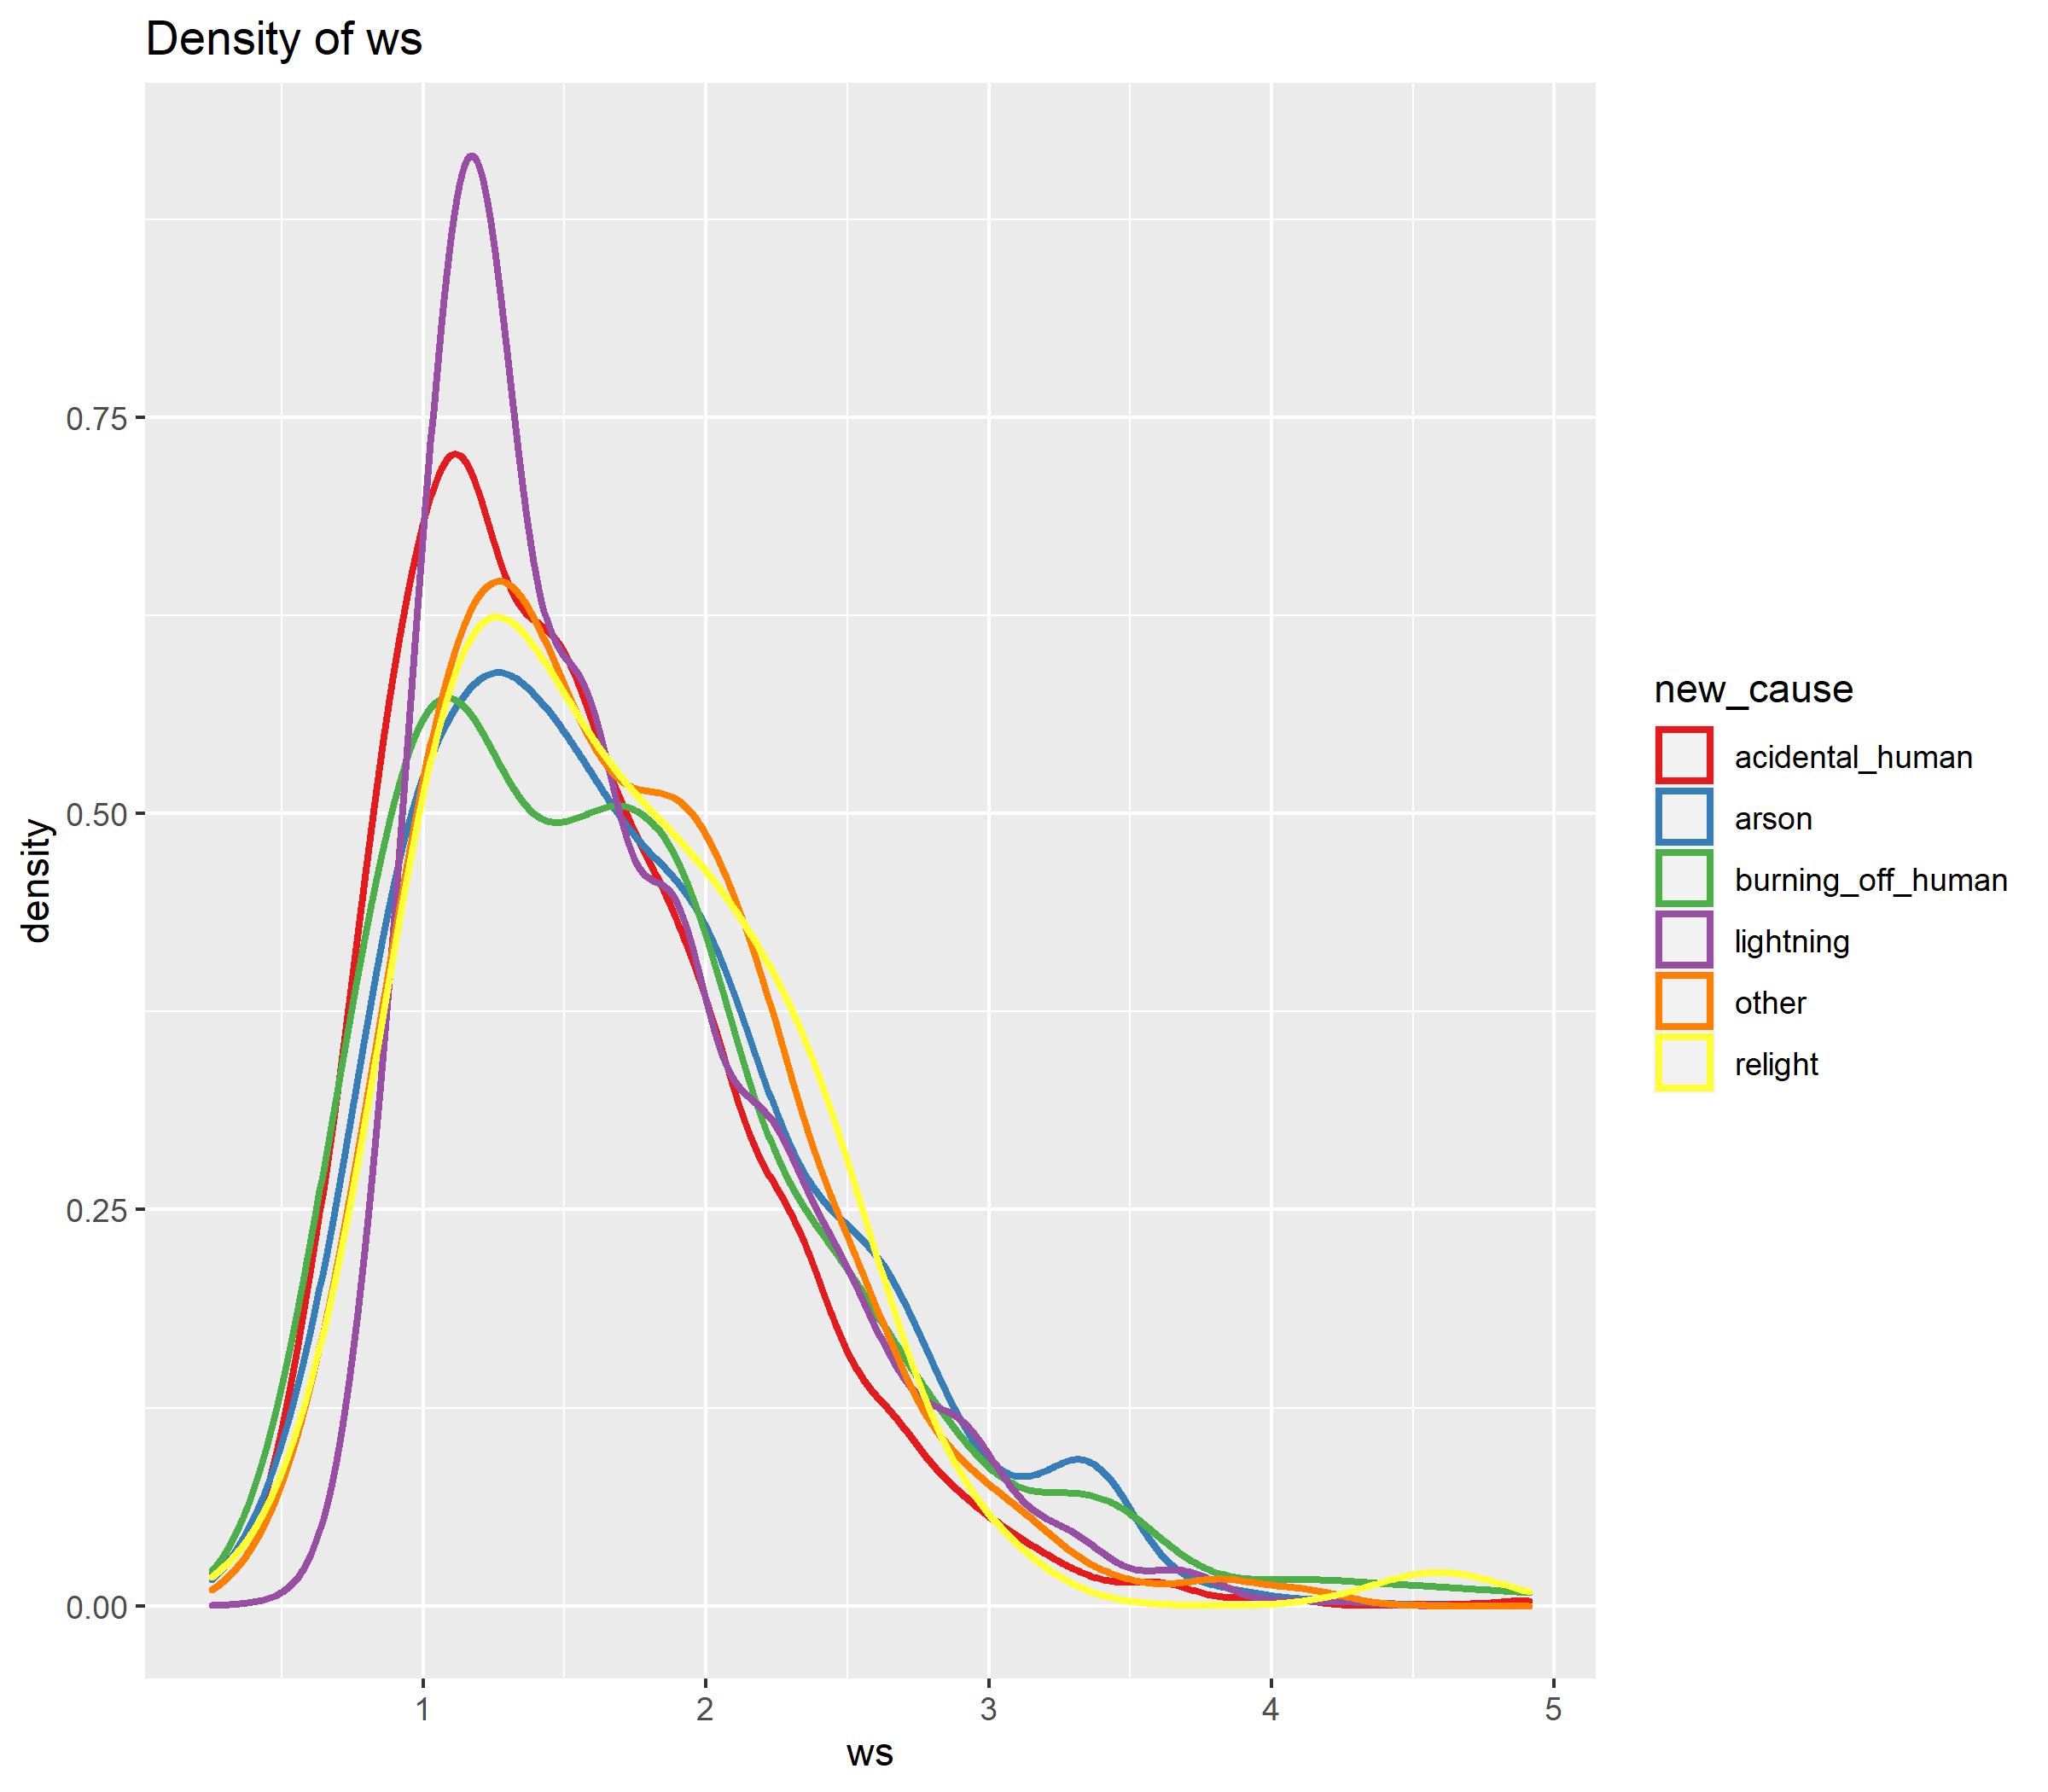 Density of ws
0.75
0.50
0.25
0.00
density
1 2 3 4 5
ws
new_cause
acidental_human
arson
burning_off_human
lightning
other
relight